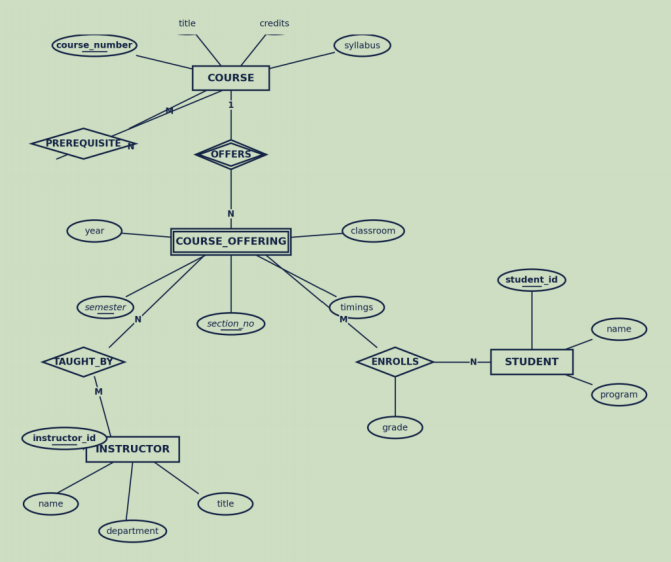 title
credits
course_number
syllabus
COURSE
1
M
PREREQUISITE
N
OFFERS
N
year
COURSE_OFFERING
classroom
semester
section_no
timings
student_id
N
M
name
TAUGHT_BY
ENROLLS
N
STUDENT
M
program
grade
instructor_id
INSTRUCTOR
name
title
department